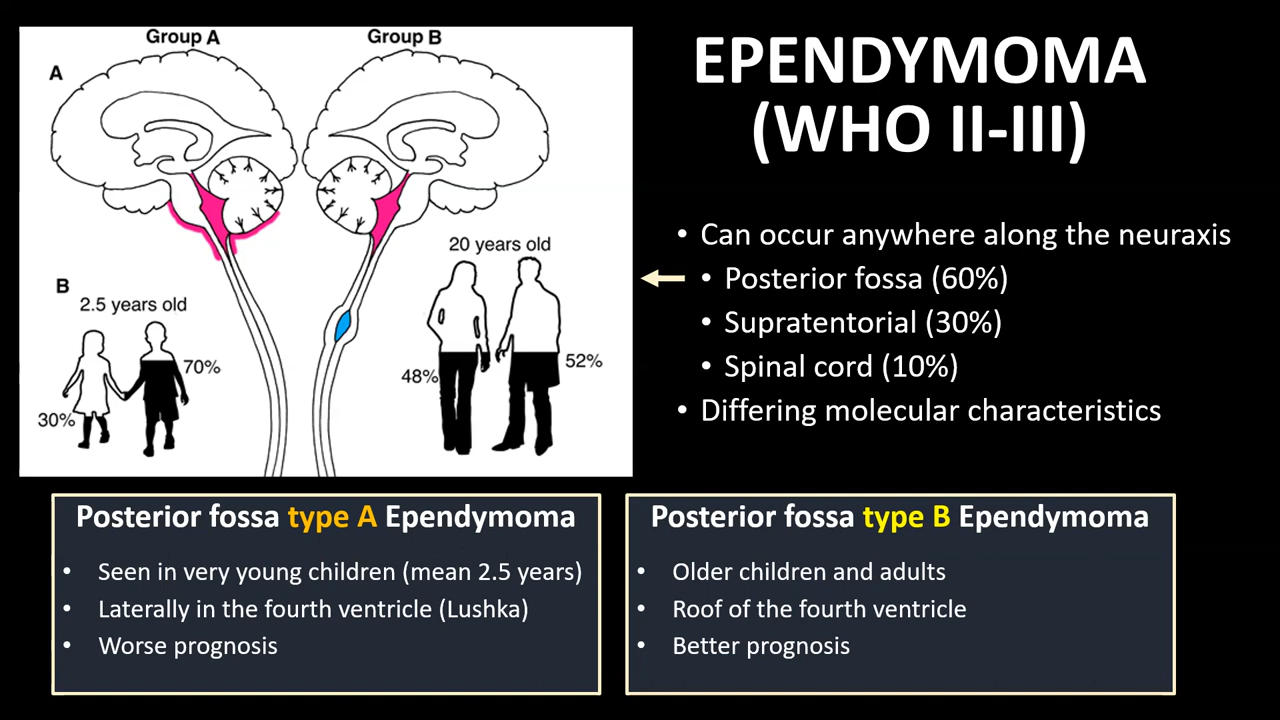 Group A
Group B
A
B
2.5 years old
70%
30%
20 years old
48%
52%
EPENDYMOMA
(WHO II-III)
• Can occur anywhere along the neuraxis
• Posterior fossa (60%)
• Supratentorial (30%)
• Spinal cord (10%)
• Differing molecular characteristics
Posterior fossa type A Ependymoma
• Seen in very young children (mean 2.5 years)
• Laterally in the fourth ventricle (Lushka)
• Worse prognosis
Posterior fossa type B Ependymoma
• Older children and adults
• Roof of the fourth ventricle
• Better prognosis